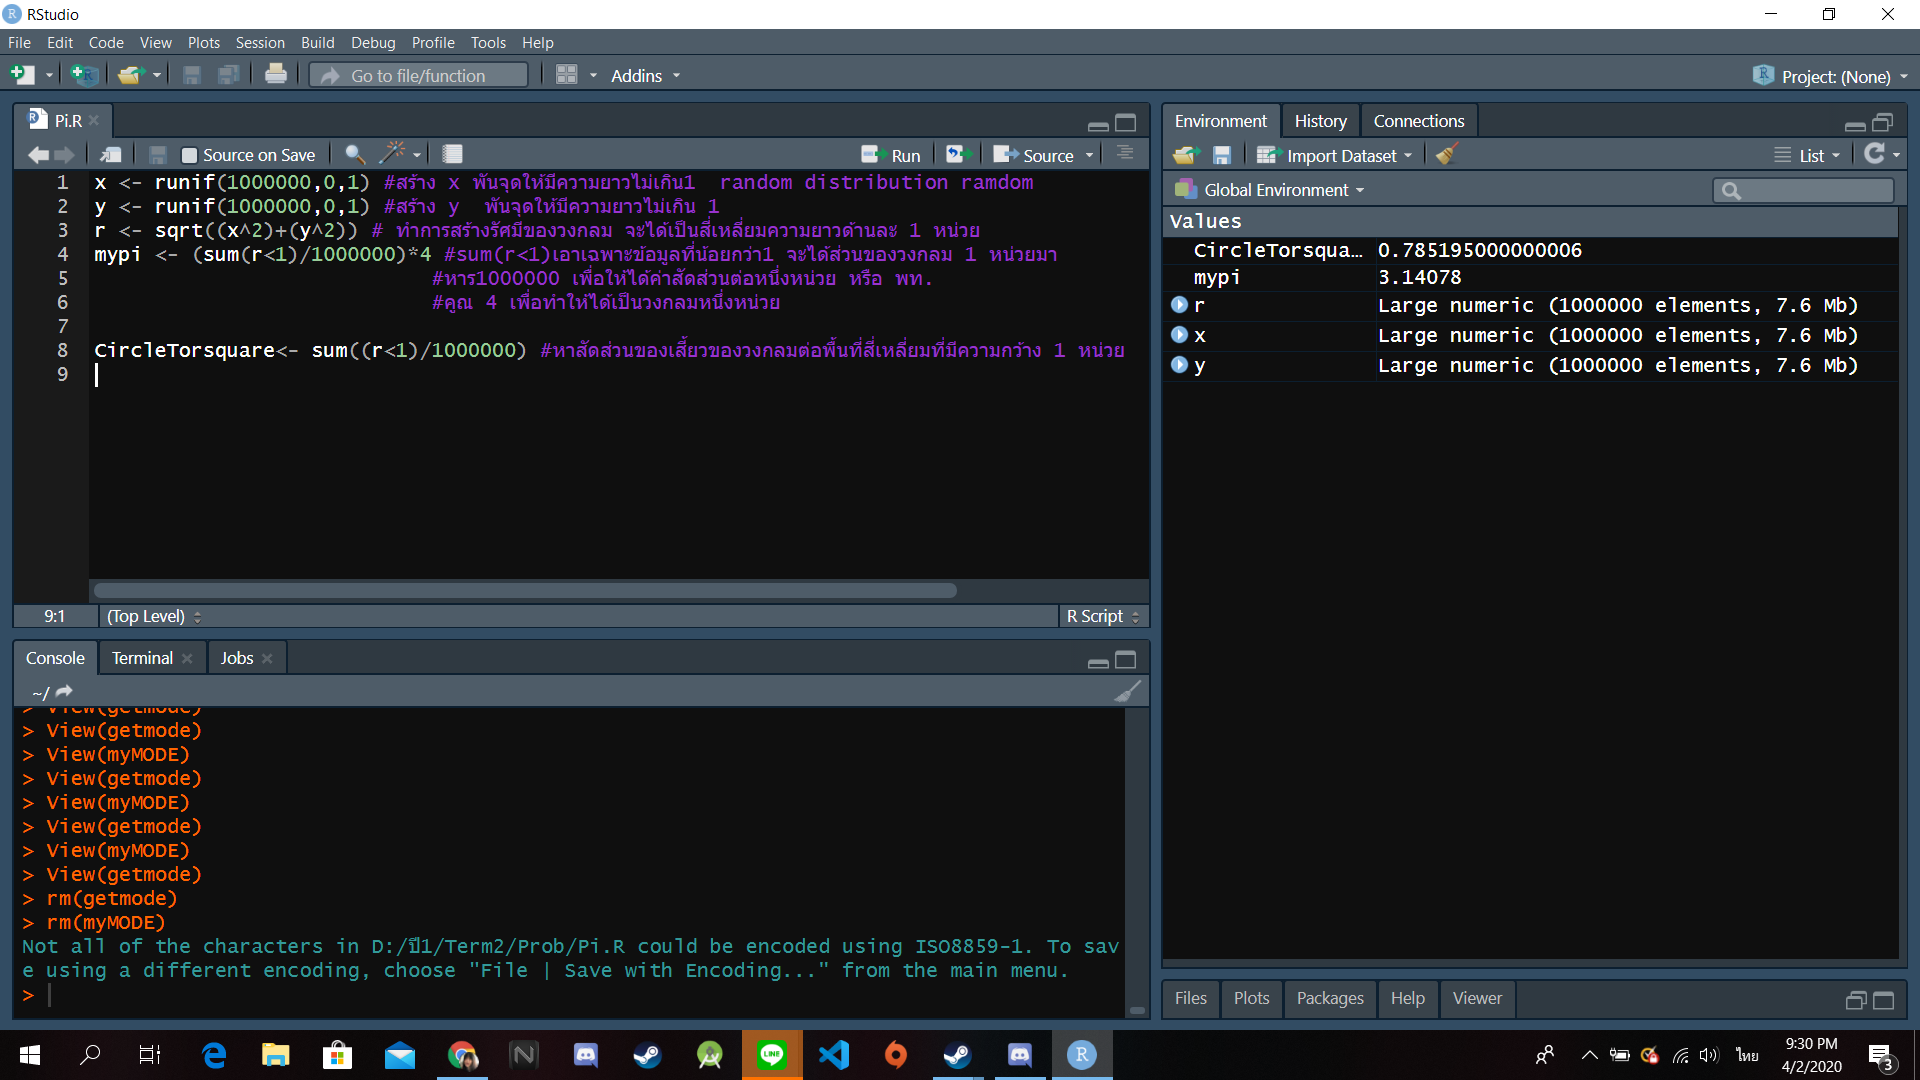 RStudio
File Edit Code View Plots Session Build Debug Profile Tools Help
Go to file/function Addins Project: (None)
Pi.R
Source on Save Run Source
1 x <- runif(1000000,0,1) #สร้าง x พันจุดให้มีความยาวไม่เกิน1 random distribution ramdom
2 y <- runif(1000000,0,1) #สร้าง y พันจุดให้มีความยาวไม่เกิน 1
3 r <- sqrt((x^2)+(y^2)) # ทำการสร้างรัศมีของวงกลม จะได้เป็นสี่เหลี่ยมความยาวด้านละ 1 หน่วย
4 mypi <- (sum(r<1)/1000000)*4 #sum(r<1)เอาเฉพาะข้อมูลที่น้อยกว่า1 จะได้ส่วนของวงกลม 1 หน่วยมา
5 #หาร1000000 เพื่อให้ได้ค่าสัดส่วนต่อหนึ่งหน่วย หรือ พท.
6 #คูณ 4 เพื่อทำให้ได้เป็นวงกลมหนึ่งหน่วย
7
8 CircleTorsquare<- sum((r<1)/1000000) #หาสัดส่วนของเสี้ยวของวงกลมต่อพื้นที่สี่เหลี่ยมที่มีความกว้าง 1 หน่วย
9
9:1 (Top Level) R Script
Console Terminal Jobs
~/
> View(getmode)
> View(getmode)
> View(myMODE)
> View(getmode)
> View(myMODE)
> View(getmode)
> View(myMODE)
> View(getmode)
> rm(getmode)
> rm(myMODE)
Not all of the characters in D:/ปี1/Term2/Prob/Pi.R could be encoded using ISO8859-1. To sav
e using a different encoding, choose "File | Save with Encoding..." from the main menu.
>
Environment History Connections
Import Dataset List
Global Environment
Values
CircleTorsqua… 0.785195000000006
mypi 3.14078
r Large numeric (1000000 elements, 7.6 Mb)
x Large numeric (1000000 elements, 7.6 Mb)
y Large numeric (1000000 elements, 7.6 Mb)
Files Plots Packages Help Viewer
LINE
ไทย
9:30 PM
4/2/2020
3